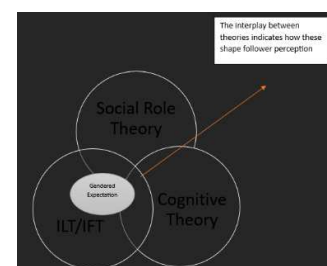 The interplay between
theories indicates how these
shape follower perception
Social Role
Theory
Gendered
Expectation
ILT/IFT
Cognitive
Theory